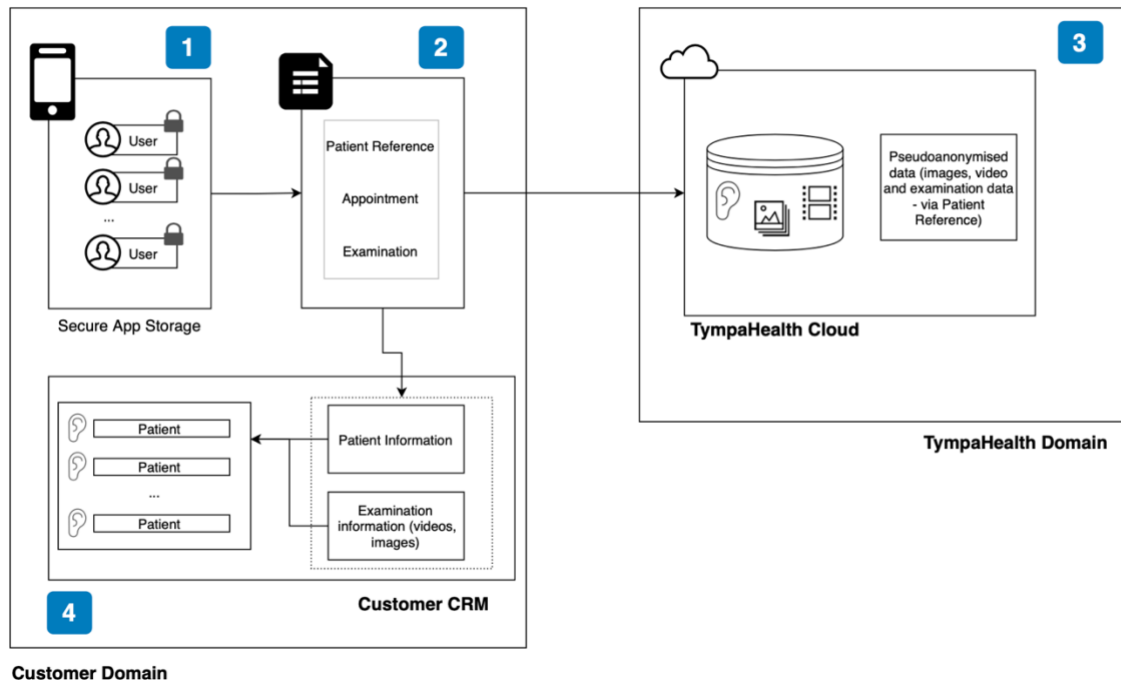 1
2
3
User
User
...
User
Secure App Storage
Patient Reference
Appointment
Examination
Pseudoanonymised
data (images, video
and examination data
- via Patient
Reference)
TympaHealth Cloud
TympaHealth Domain
Patient
Patient
...
Patient
Patient Information
Examination
information (videos,
images)
4
Customer CRM
Customer Domain